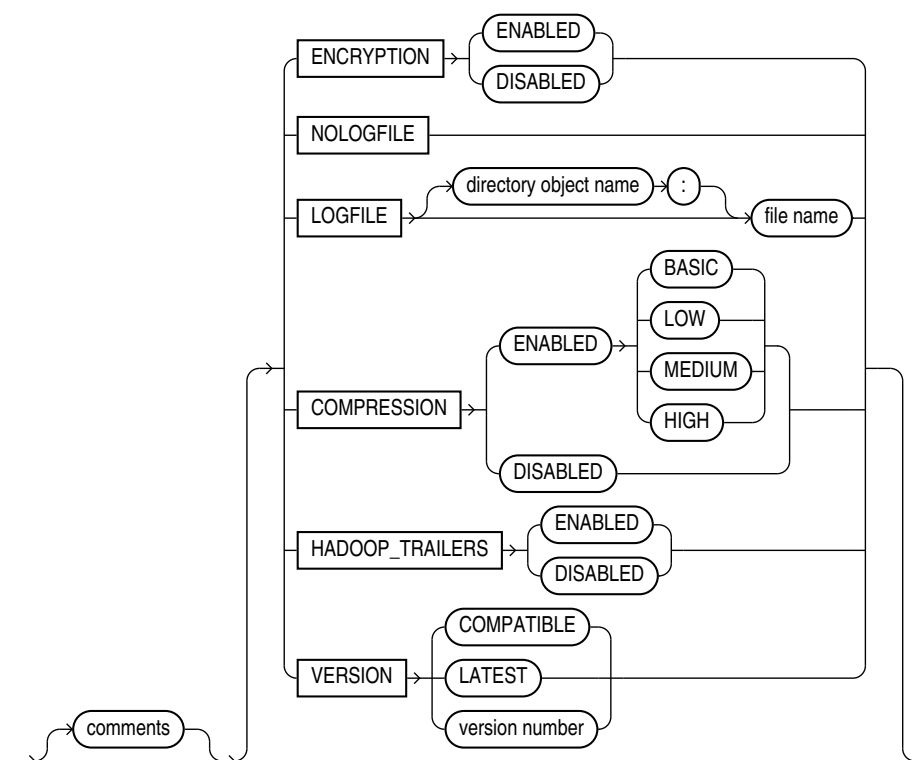 ENCRYPTION
ENABLED
DISABLED
NOLOGFILE
LOGFILE
directory object name
:
file name
COMPRESSION
ENABLED
BASIC
LOW
MEDIUM
HIGH
DISABLED
HADOOP_TRAILERS
ENABLED
DISABLED
VERSION
COMPATIBLE
LATEST
version number
comments